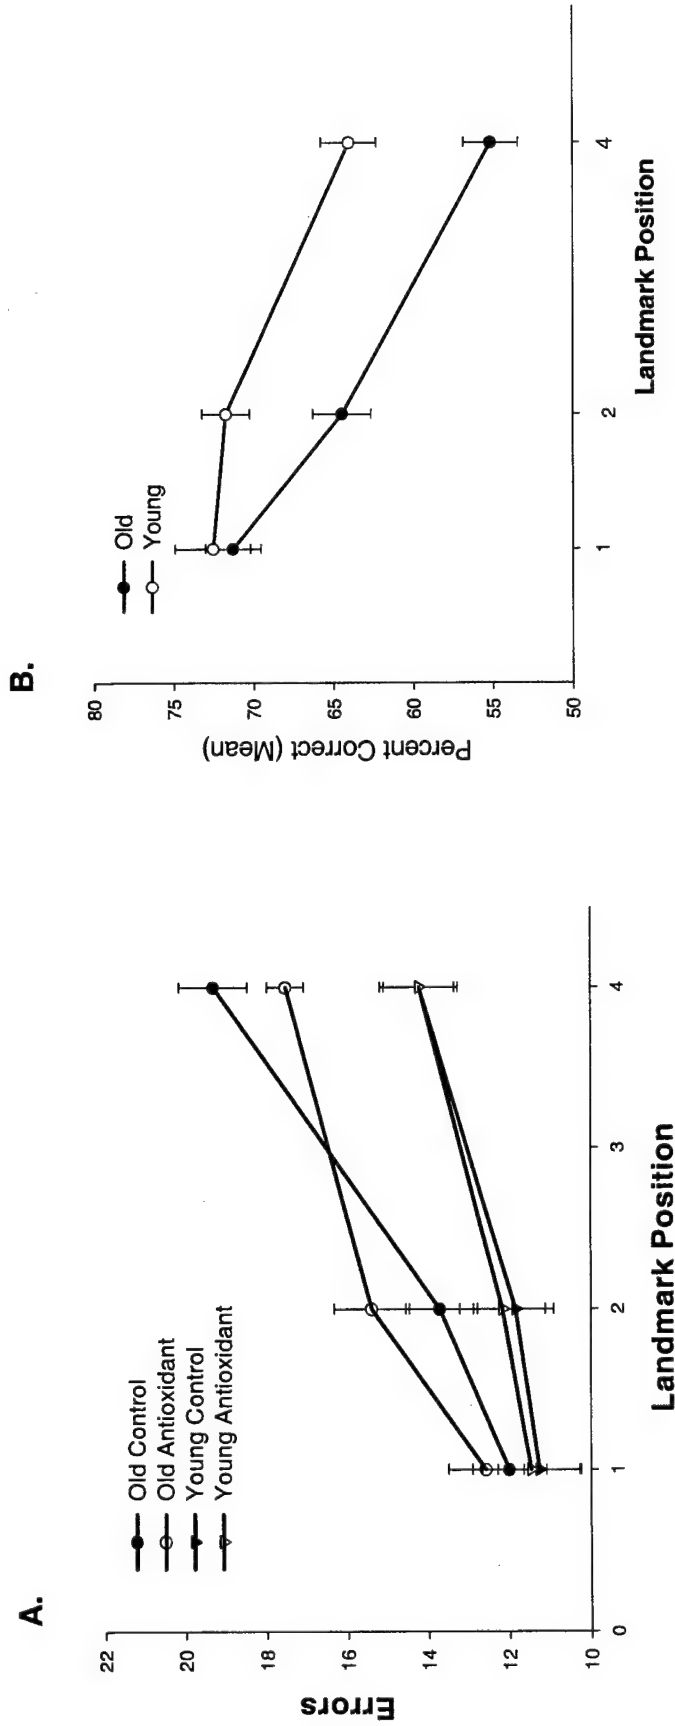 A.
Old Control
Old Antioxidant
Young Control
Young Antioxidant
Errors
22
20
18
16
14
12
10
0
1
2
3
4
Landmark Position
B.
Old
Young
Percent Correct (Mean)
80
75
70
65
60
55
50
1
2
4
Landmark Position